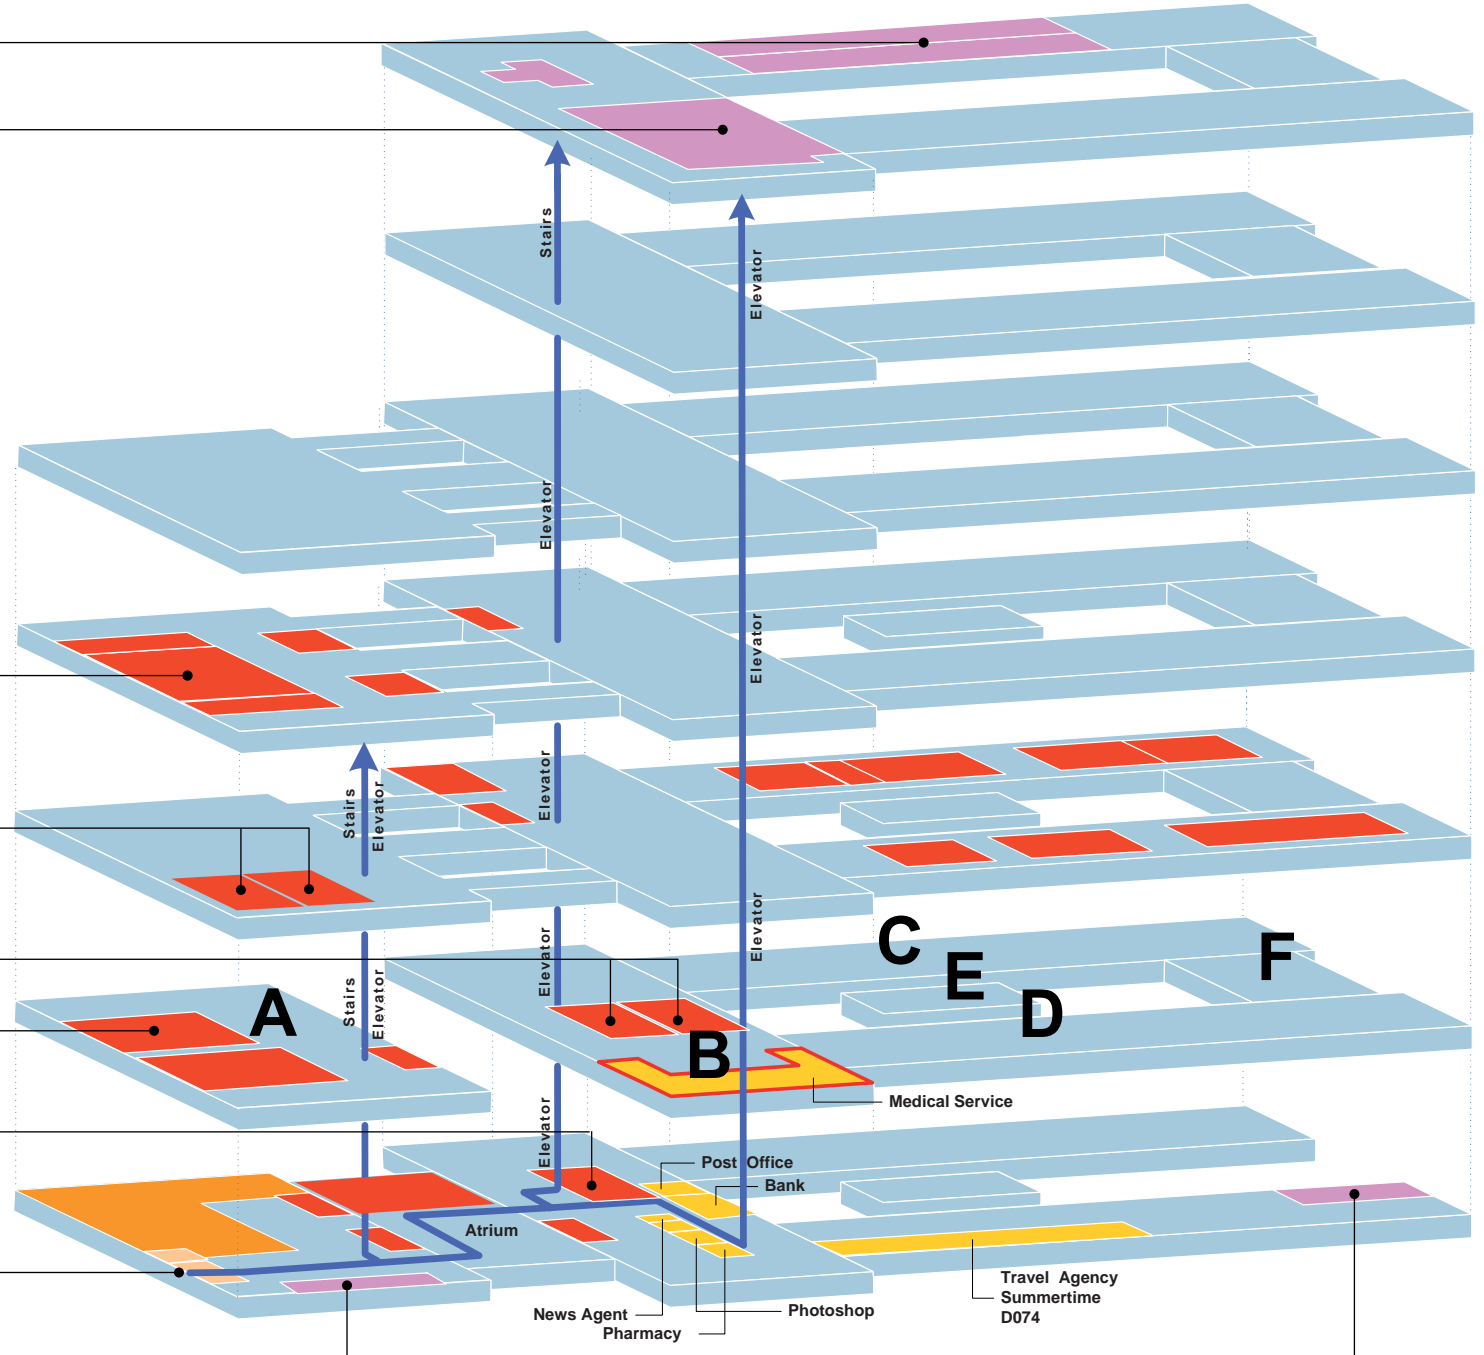 Stairs
Elevator
Elevator
Elevator
Stairs
Elevator
Elevator
Elevator
Stairs
Elevator
Elevator
A
B
C
E
D
F
Medical Service
Elevator
Post Office
Bank
Atrium
News Agent
Photoshop
Pharmacy
Travel Agency
Summertime
D074